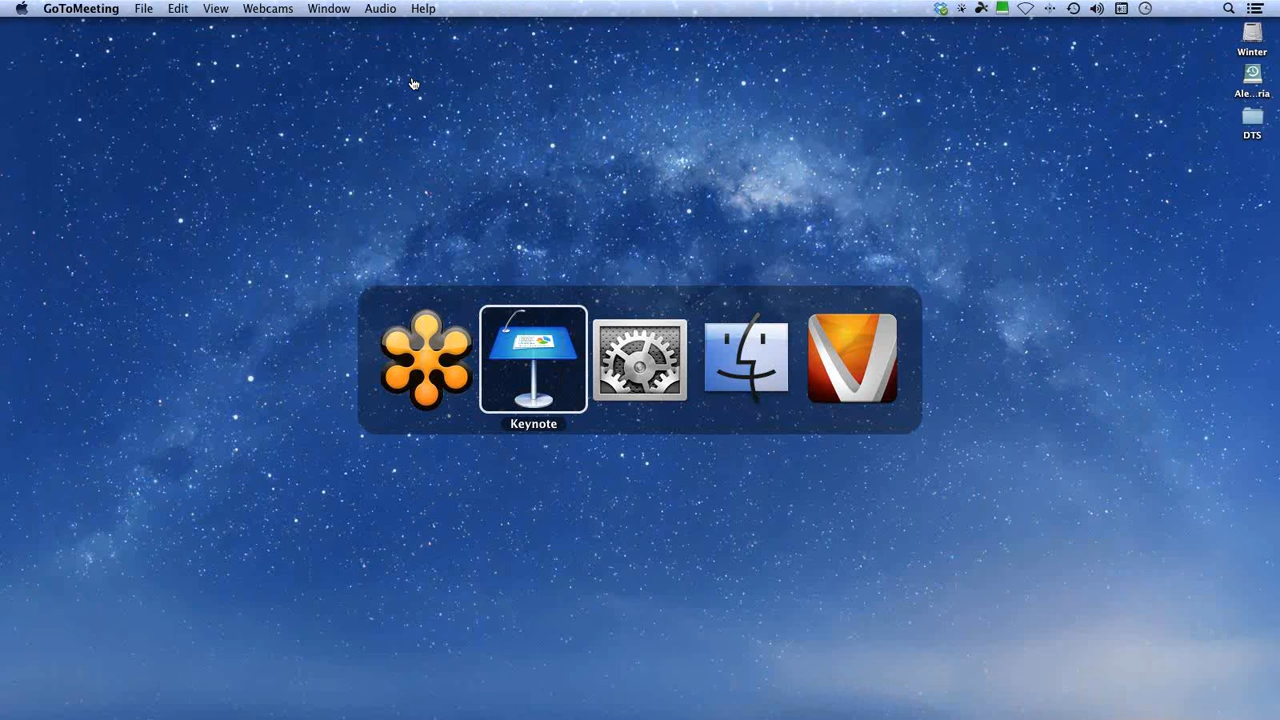 GoToMeeting File Edit View Webcams Window Audio Help
Winter
Ale...ria
DTS
Keynote